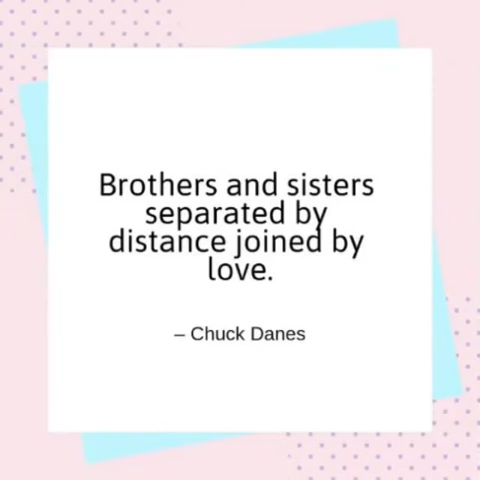 Brothers and sisters
separated by
distance joined by
love.
– Chuck Danes